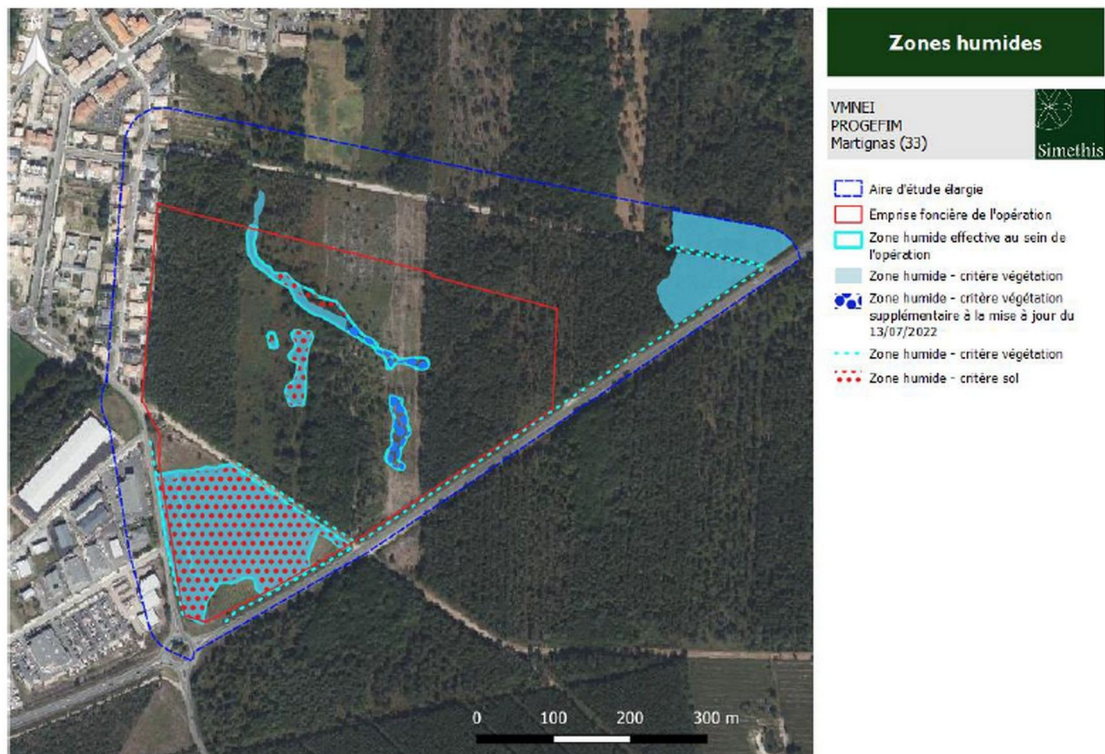 Zones humides
VMNEI
PROGEFIM
Martignas (33)
Simethis
Aire d'étude élargie
Emprise foncière de l'opération
Zone humide effective au sein de
l'opération
Zone humide - critère végétation
Zone humide - critère végétation
supplémentaire à la mise à jour du
13/07/2022
Zone humide - critère végétation
Zone humide - critère sol
0 100 200 300 m